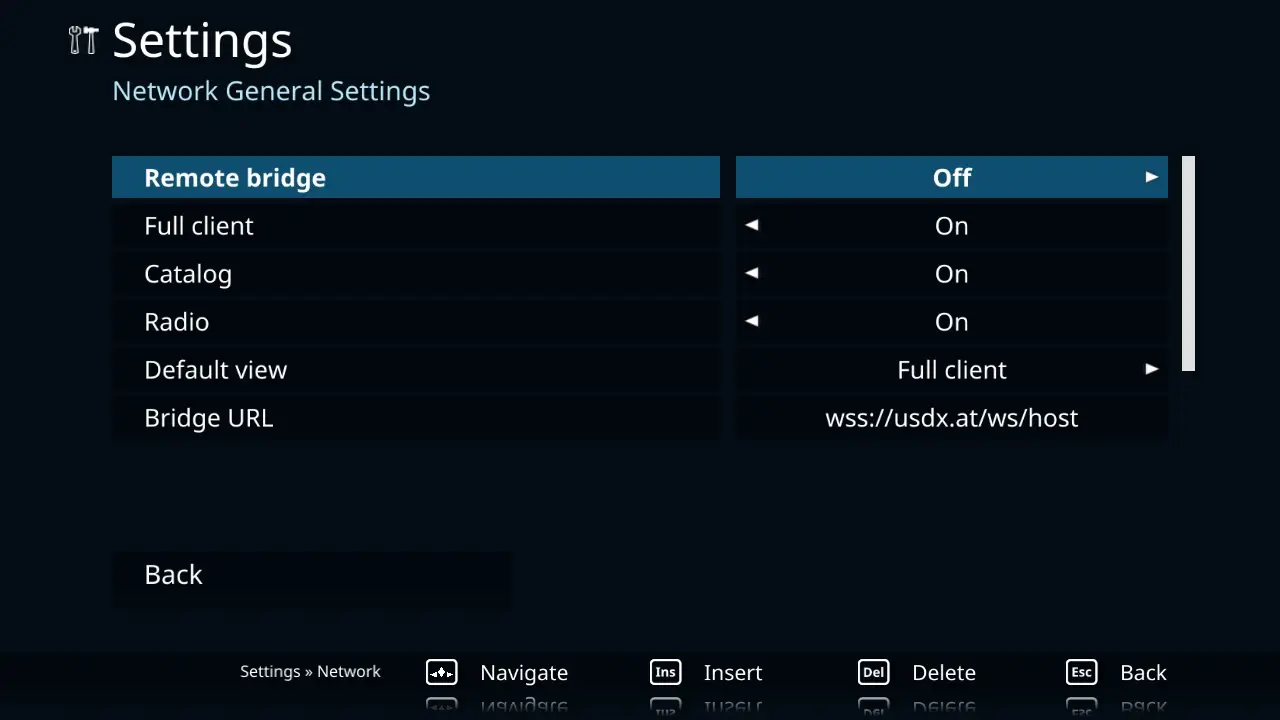 Settings
Network General Settings
Remote bridge Off
Full client On
Catalog On
Radio On
Default view Full client
Bridge URL wss://usdx.at/ws/host
Back
Settings » Network Navigate Ins Insert Del Delete Esc Back